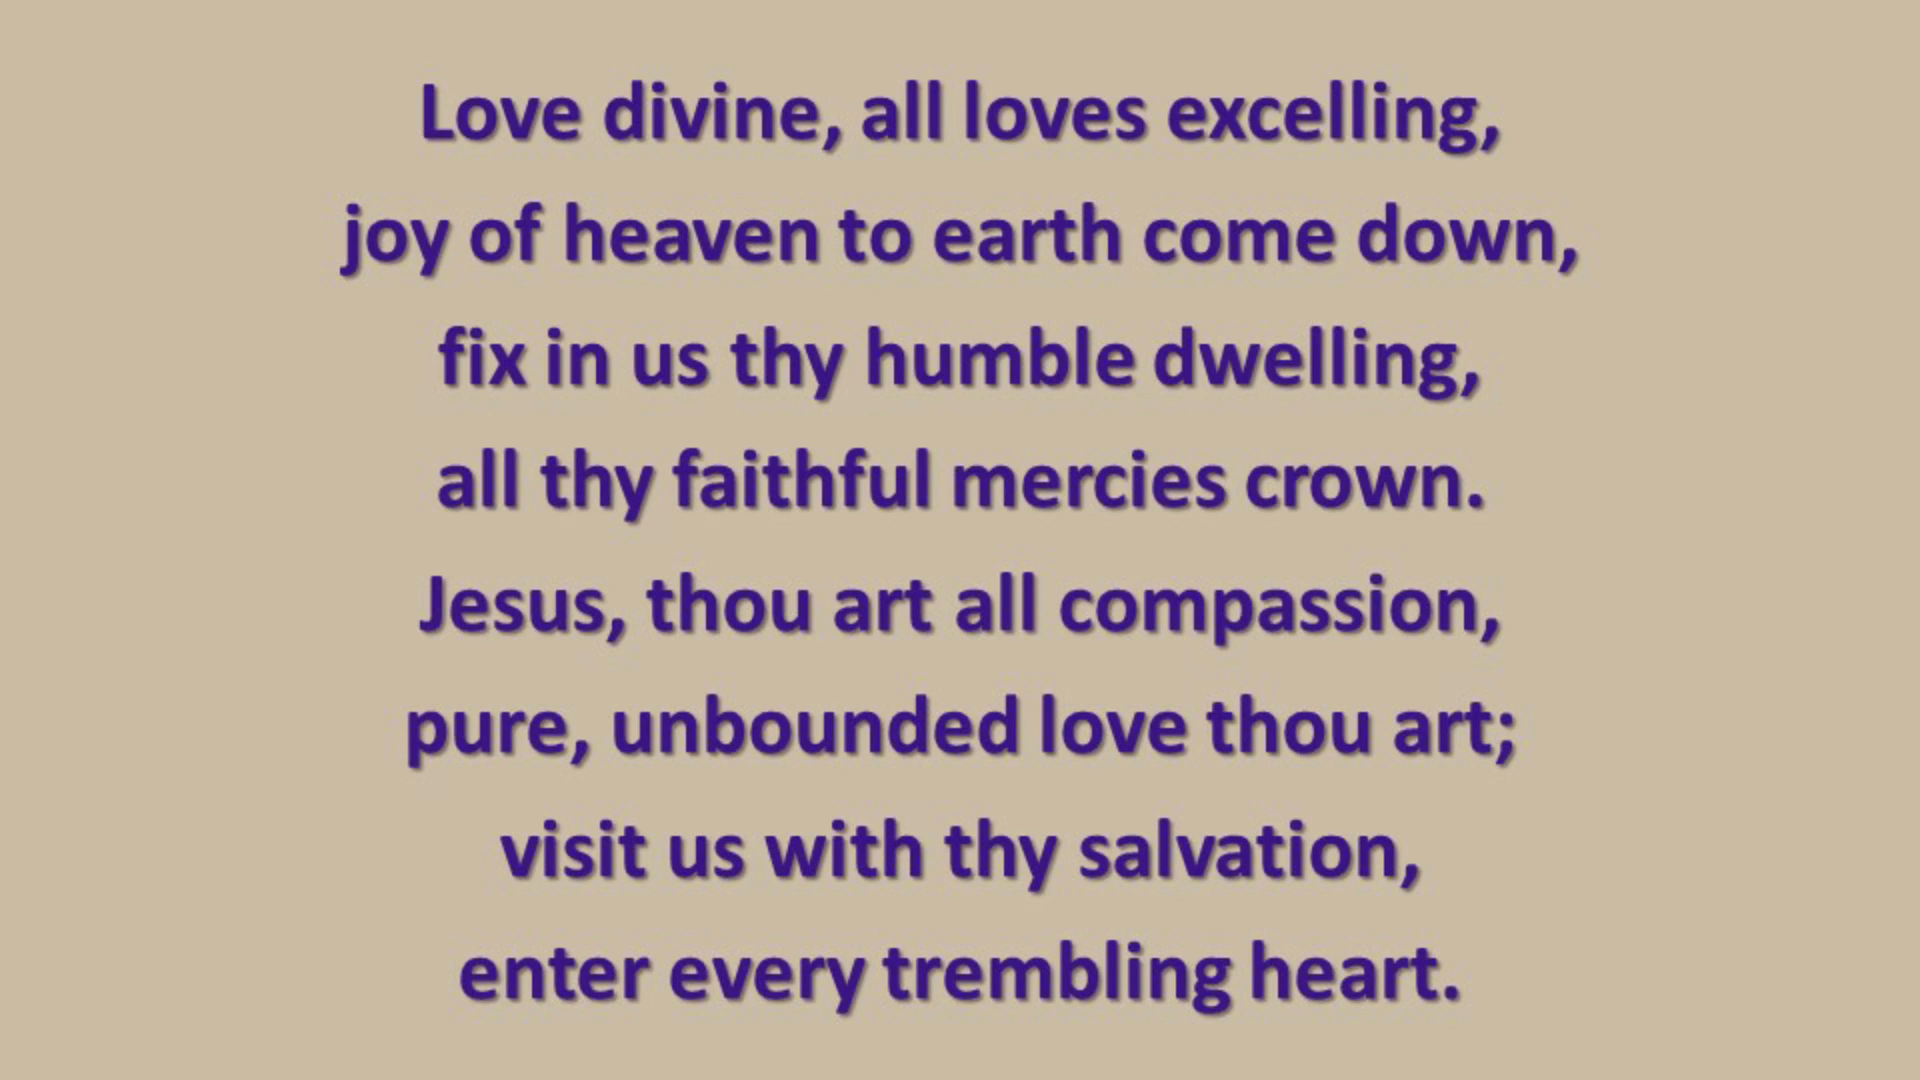 Love divine, all loves excelling,
joy of heaven to earth come down,
fix in us thy humble dwelling,
all thy faithful mercies crown.
Jesus, thou art all compassion,
pure, unbounded love thou art;
visit us with thy salvation,
enter every trembling heart.